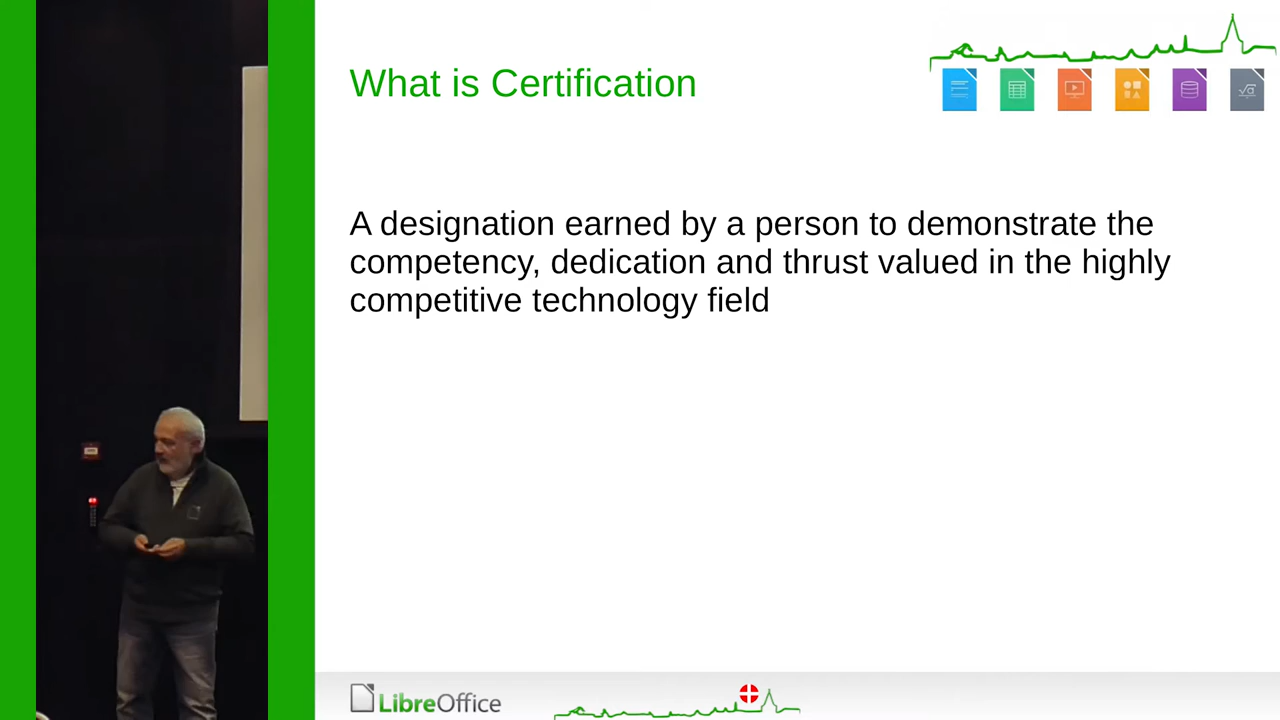 What is Certification
A designation earned by a person to demonstrate the
competency, dedication and thrust valued in the highly
competitive technology field
LibreOffice